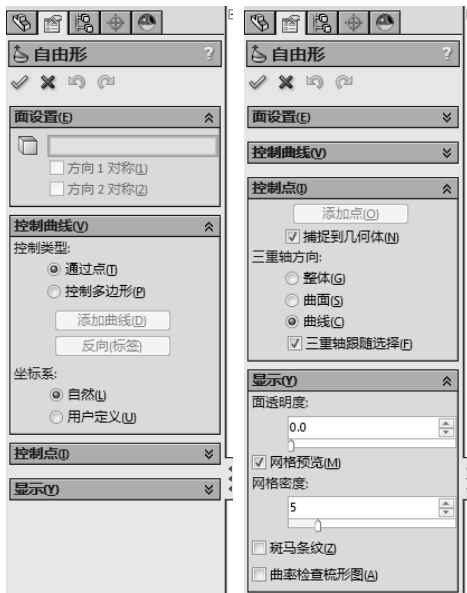 自由形 ?
面设置(E)
方向 1 对称(1)
方向 2 对称(2)
控制曲线(V)
控制类型:
通过点(T)
控制多边形(P)
添加曲线(D)
反向(标签)
坐标系:
自然(L)
用户定义(U)
控制点(I)
显示(Y)
自由形 ?
面设置(E)
控制曲线(V)
控制点(I)
添加点(O)
捕捉到几何体(N)
三重轴方向:
整体(G)
曲面(S)
曲线(C)
三重轴跟随选择(F)
显示(Y)
面透明度:
0.0
网格预览(M)
网格密度:
5
斑马条纹(Z)
曲率检查梳形图(A)